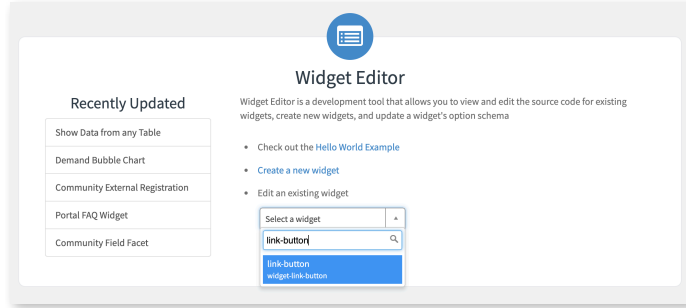 Widget Editor
Recently Updated
Show Data from any Table
Demand Bubble Chart
Community External Registration
Portal FAQ Widget
Community Field Facet
Widget Editor is a development tool that allows you to view and edit the source code for existing
widgets, create new widgets, and update a widget's option schema
Check out the Hello World Example
Create a new widget
Edit an existing widget
Select a widget
link-button
link-button
widget-link-button